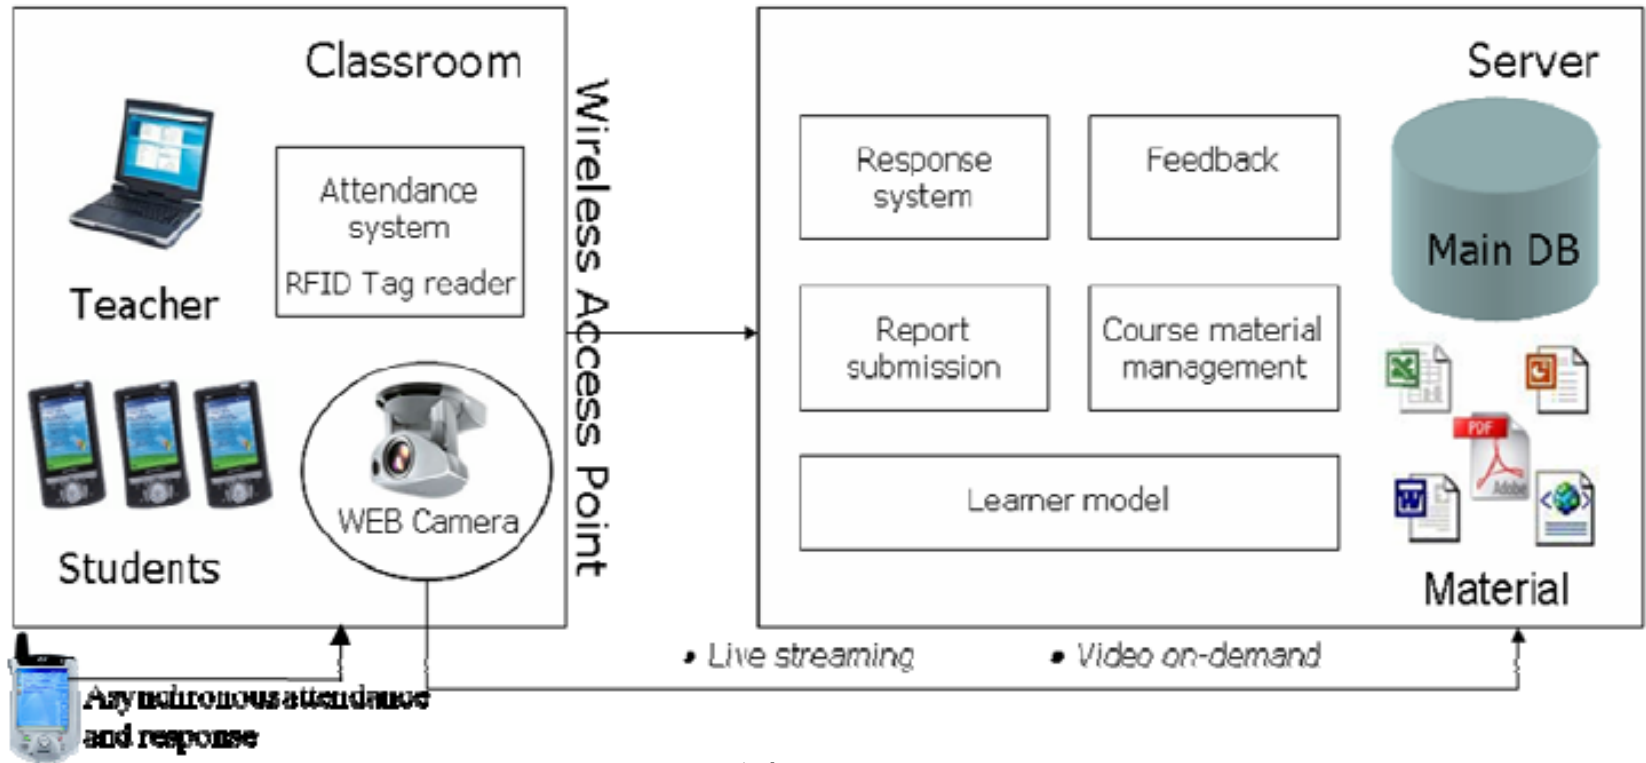 Classroom
Attendance
system
RFID Tag reader
Teacher
WEB Camera
Students
Wireless Access Point
Server
Response
system
Feedback
Main DB
Report
submission
Course material
management
Learner model
PDF
Adobe
W
Material
• Live streaming
• Video on-demand
Asynchronous attendance
and response